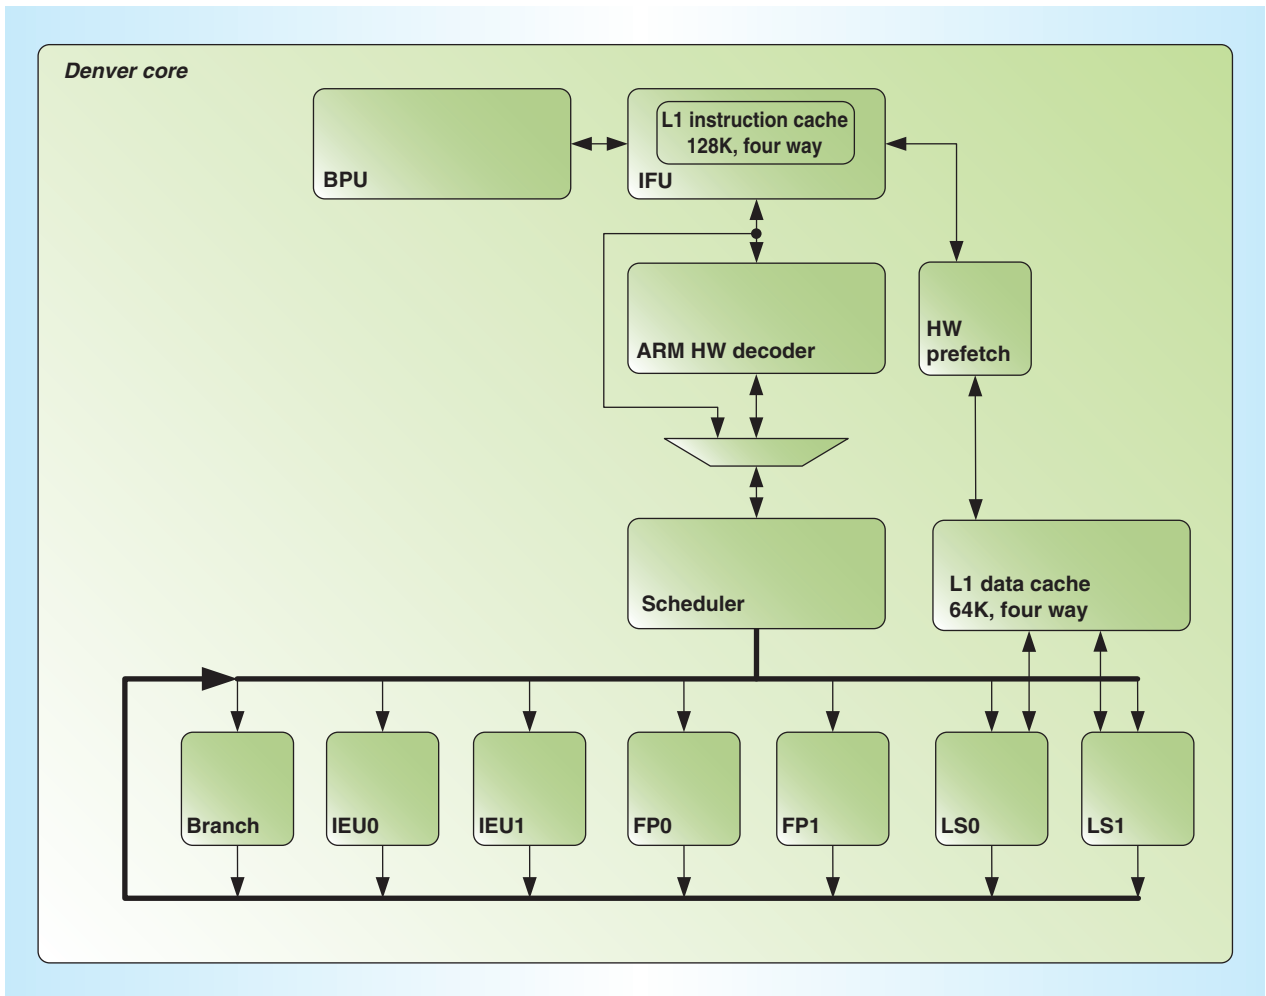 Denver core
L1 instruction cache
128K, four way
BPU
IFU
HW
prefetch
ARM HW decoder
L1 data cache
64K, four way
Scheduler
Branch
IEU0
IEU1
FP0
FP1
LS0
LS1